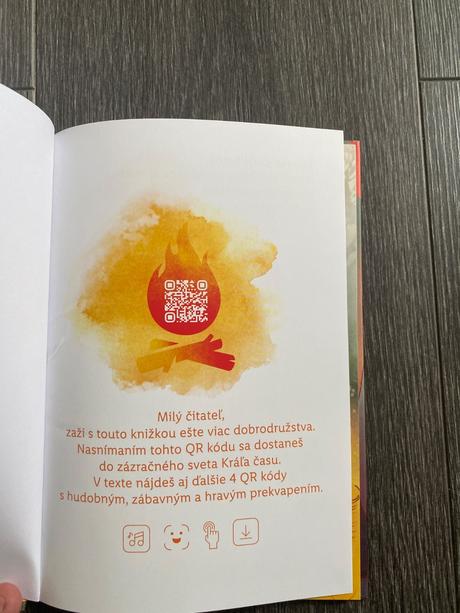 Milý čitateľ,
zaži s touto knižkou ešte viac dobrodružstva.
Nasnímaním tohto QR kódu sa dostaneš
do zázračného sveta Kráľa času.
V texte nájdeš aj ďalšie 4 QR kódy
s hudobným, zábavným a hravým prekvapením.